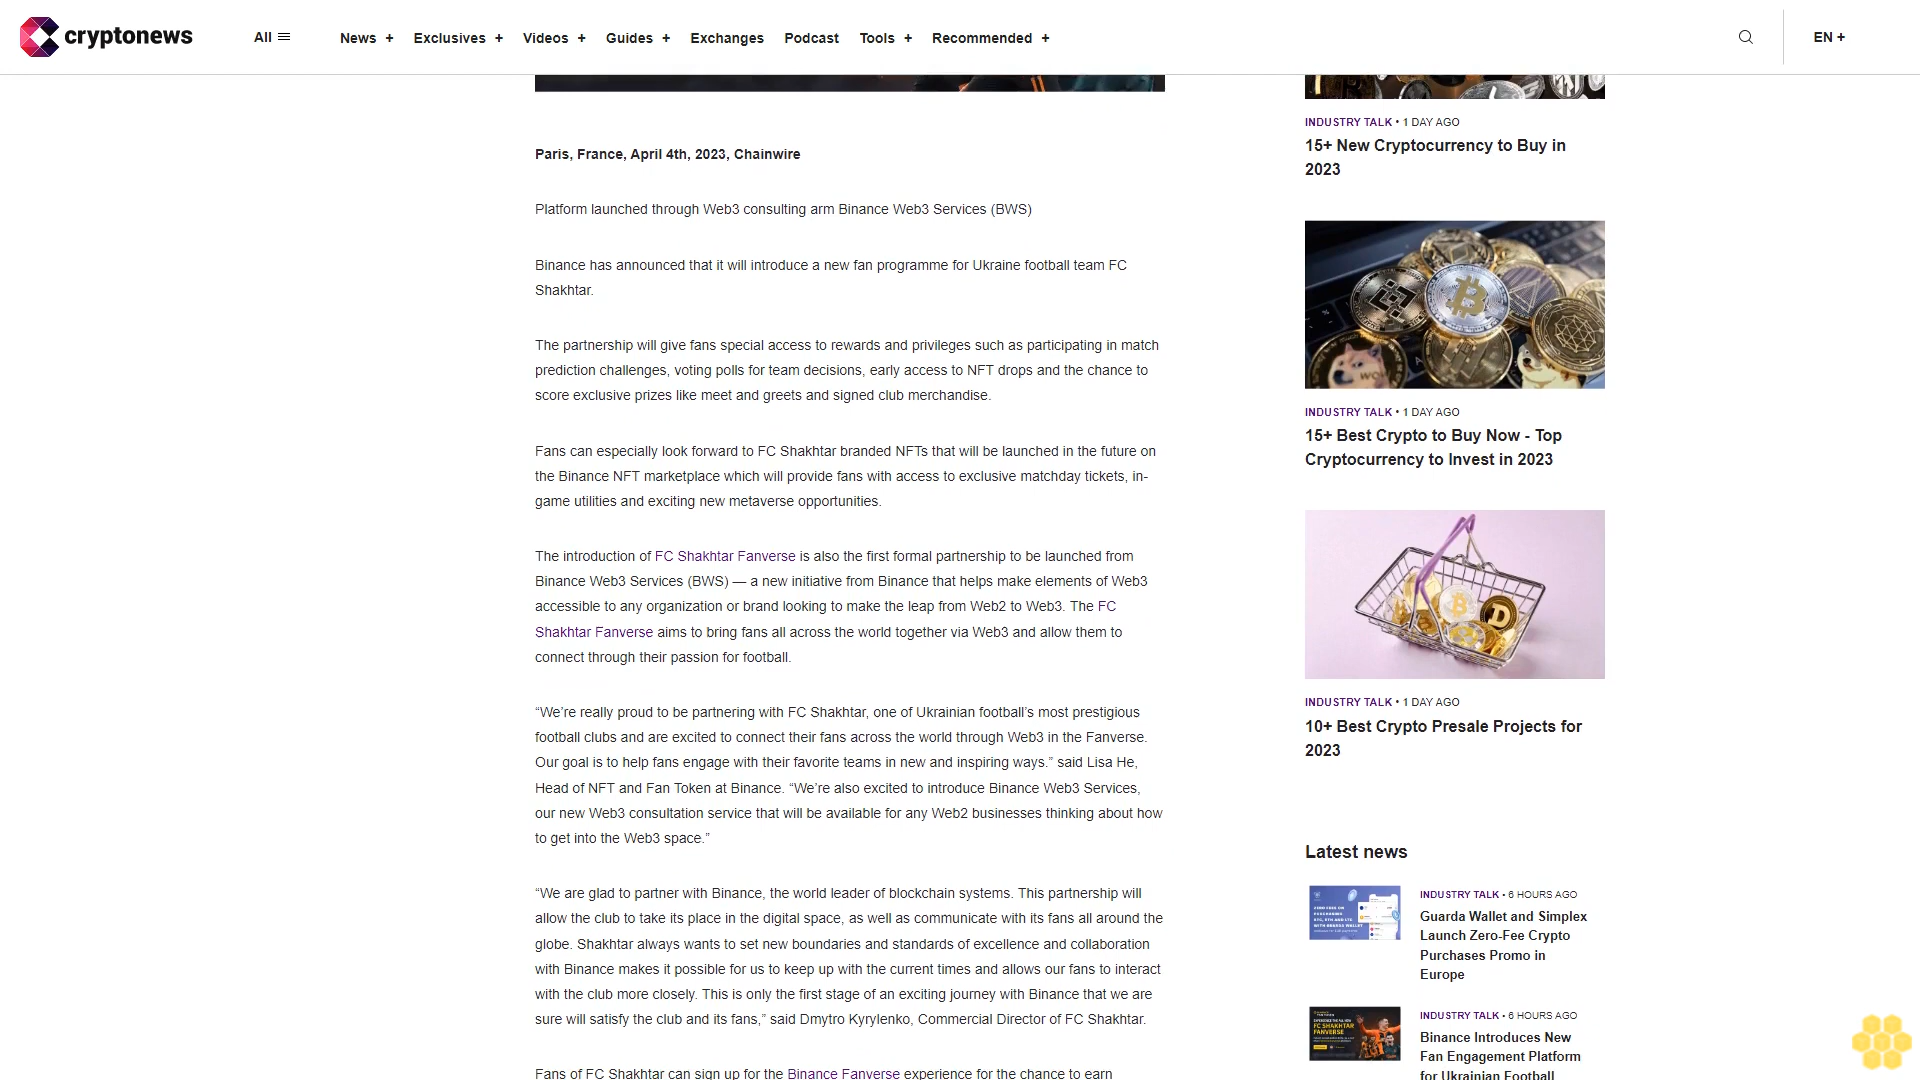 cryptonews
All
News +
Exclusives +
Videos +
Guides +
Exchanges
Podcast
Tools +
Recommended +
EN +
Paris, France, April 4th, 2023, Chainwire
Platform launched through Web3 consulting arm Binance Web3 Services (BWS)
Binance has announced that it will introduce a new fan programme for Ukraine football team FC
Shakhtar.
The partnership will give fans special access to rewards and privileges such as participating in match
prediction challenges, voting polls for team decisions, early access to NFT drops and the chance to
score exclusive prizes like meet and greets and signed club merchandise.
Fans can especially look forward to FC Shakhtar branded NFTs that will be launched in the future on
the Binance NFT marketplace which will provide fans with access to exclusive matchday tickets, in-
game utilities and exciting new metaverse opportunities.
The introduction of FC Shakhtar Fanverse is also the first formal partnership to be launched from
Binance Web3 Services (BWS) — a new initiative from Binance that helps make elements of Web3
accessible to any organization or brand looking to make the leap from Web2 to Web3. The FC
Shakhtar Fanverse aims to bring fans all across the world together via Web3 and allow them to
connect through their passion for football.
“We’re really proud to be partnering with FC Shakhtar, one of Ukrainian football’s most prestigious
football clubs and are excited to connect their fans across the world through Web3 in the Fanverse.
Our goal is to help fans engage with their favorite teams in new and inspiring ways.” said Lisa He,
Head of NFT and Fan Token at Binance. “We’re also excited to introduce Binance Web3 Services,
our new Web3 consultation service that will be available for any Web2 businesses thinking about how
to get into the Web3 space.”
“We are glad to partner with Binance, the world leader of blockchain systems. This partnership will
allow the club to take its place in the digital space, as well as communicate with its fans all around the
globe. Shakhtar always wants to set new boundaries and standards of excellence and collaboration
with Binance makes it possible for us to keep up with the current times and allows our fans to interact
with the club more closely. This is only the first stage of an exciting journey with Binance that we are
sure will satisfy the club and its fans,” said Dmytro Kyrylenko, Commercial Director of FC Shakhtar.
Fans of FC Shakhtar can sign up for the Binance Fanverse experience for the chance to earn
INDUSTRY TALK • 1 DAY AGO
15+ New Cryptocurrency to Buy in
2023
WOW
INDUSTRY TALK • 1 DAY AGO
15+ Best Crypto to Buy Now - Top
Cryptocurrency to Invest in 2023
INDUSTRY TALK • 1 DAY AGO
10+ Best Crypto Presale Projects for
2023
Latest news
INDUSTRY TALK • 6 HOURS AGO
Guarda Wallet and Simplex
Launch Zero-Fee Crypto
Purchases Promo in
Europe
FC SHAKHTAR
FANVERSE
INDUSTRY TALK • 6 HOURS AGO
Binance Introduces New
Fan Engagement Platform
for Ukrainian Football